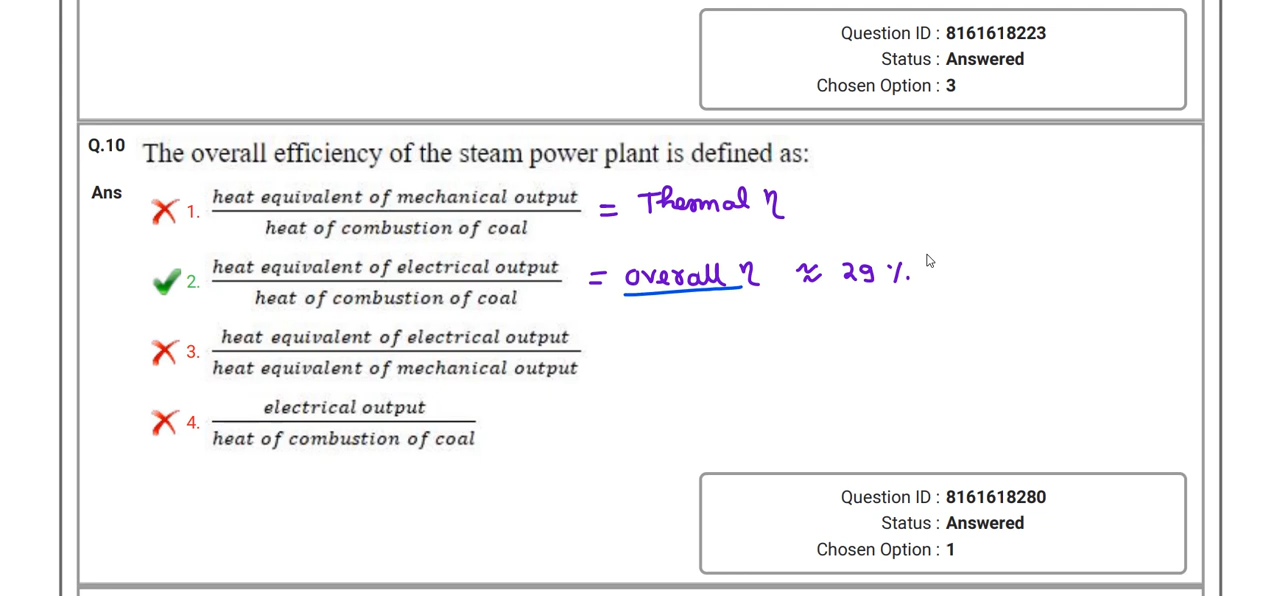 Question ID : 8161618223
Status : Answered
Chosen Option : 3
Q.10 The overall efficiency of the steam power plant is defined as:
Ans
1. heat equivalent of mechanical output
heat of combustion of coal
= Thermal η
2. heat equivalent of electrical output
heat of combustion of coal
= overall η ≈ 29 %.
3. heat equivalent of electrical output
heat equivalent of mechanical output
4. electrical output
heat of combustion of coal
Question ID : 8161618280
Status : Answered
Chosen Option : 1